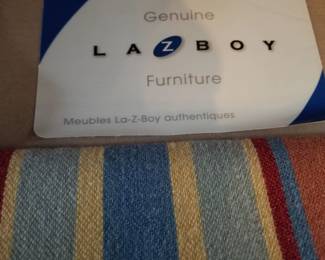 Genuine
LA Z BOY
Furniture
Meubles La-Z-Boy authentiques